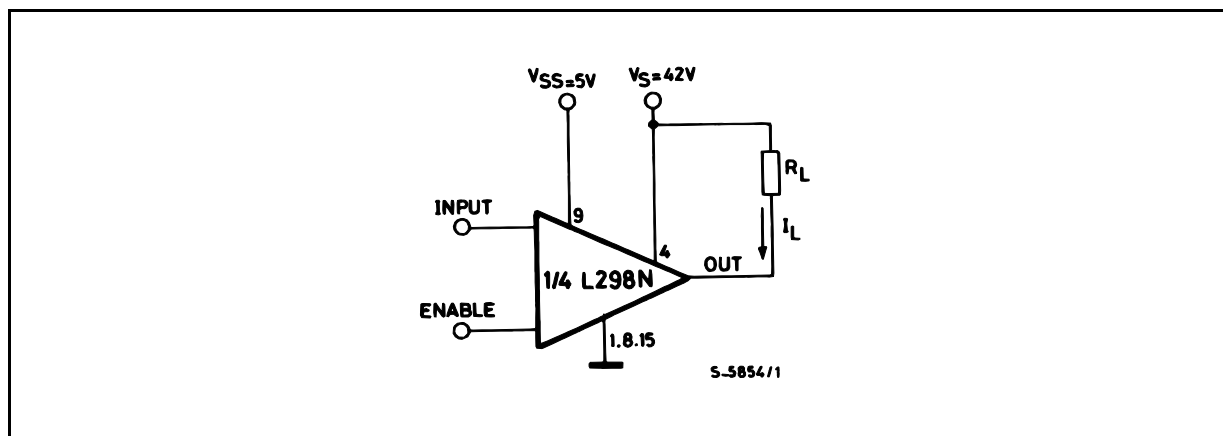 VSS=5V
VS=42V
RL
INPUT
9
IL
4
OUT
1/4 L298N
ENABLE
1.8.15
S-5854/1